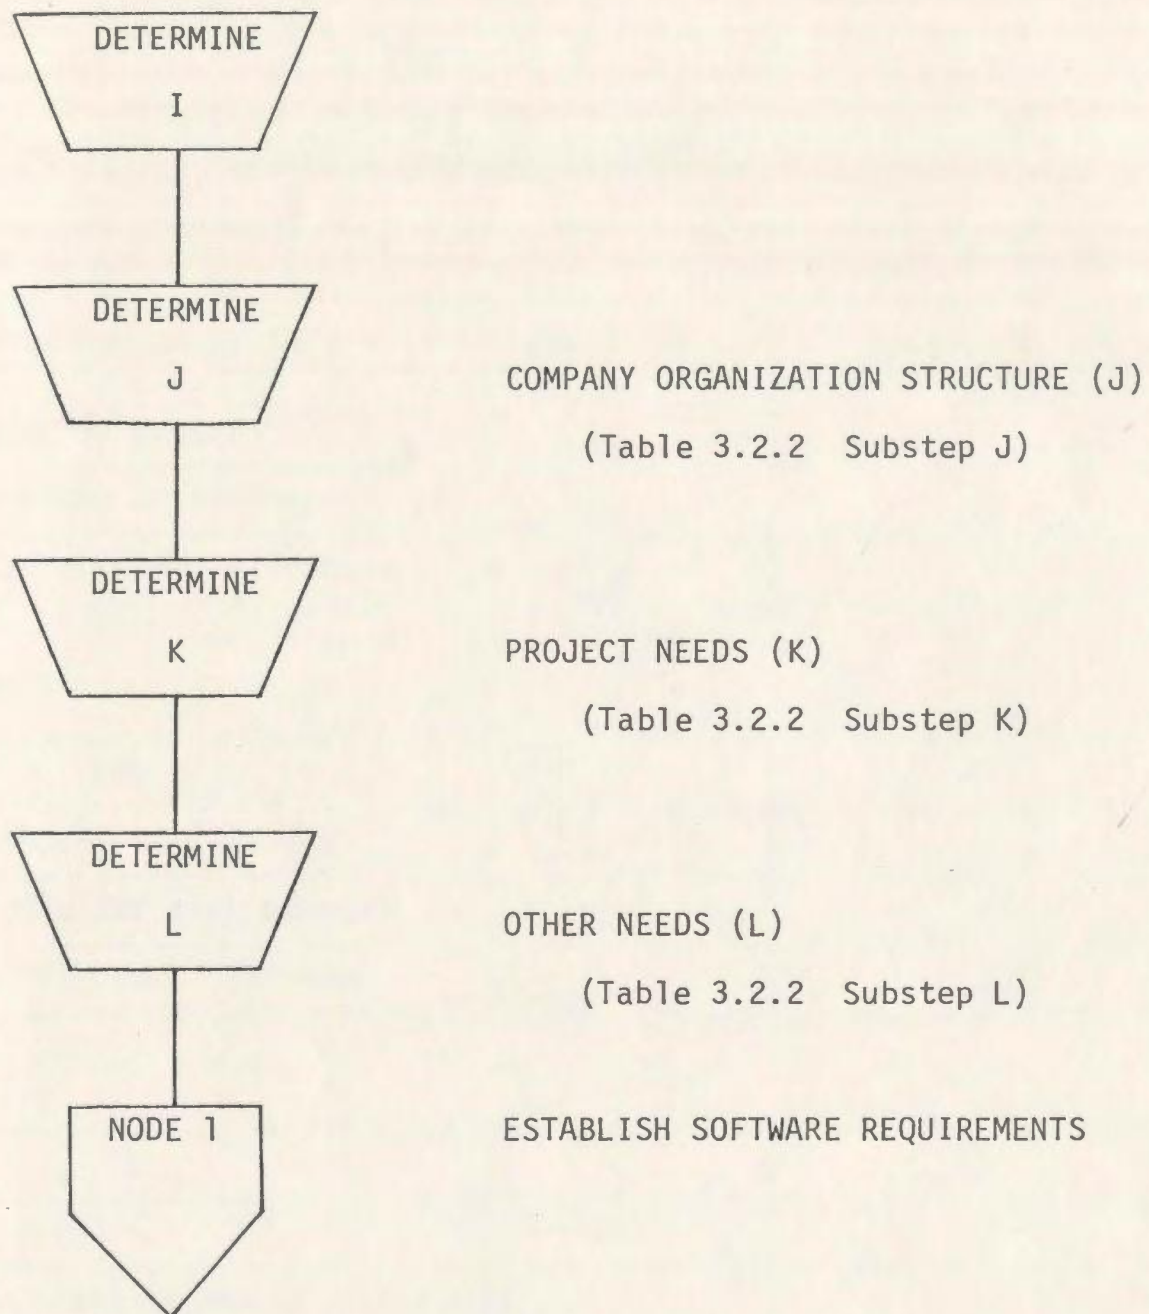 DETERMINE
I
DETERMINE
J
COMPANY ORGANIZATION STRUCTURE (J)
(Table 3.2.2 Substep J)
DETERMINE
K
PROJECT NEEDS (K)
(Table 3.2.2 Substep K)
DETERMINE
L
OTHER NEEDS (L)
(Table 3.2.2 Substep L)
NODE 1
ESTABLISH SOFTWARE REQUIREMENTS